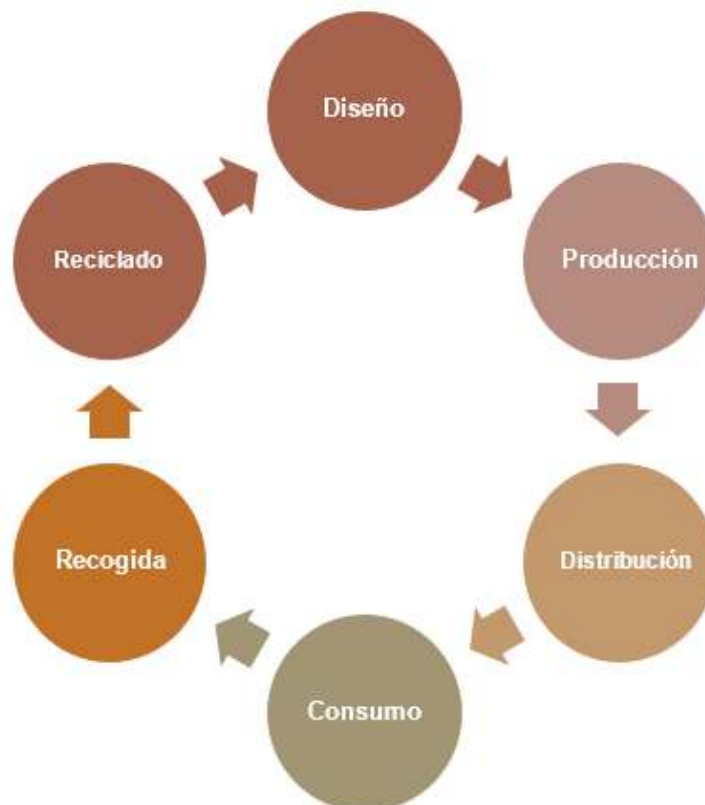 Diseño
Producción
Distribución
Consumo
Recogida
Reciclado